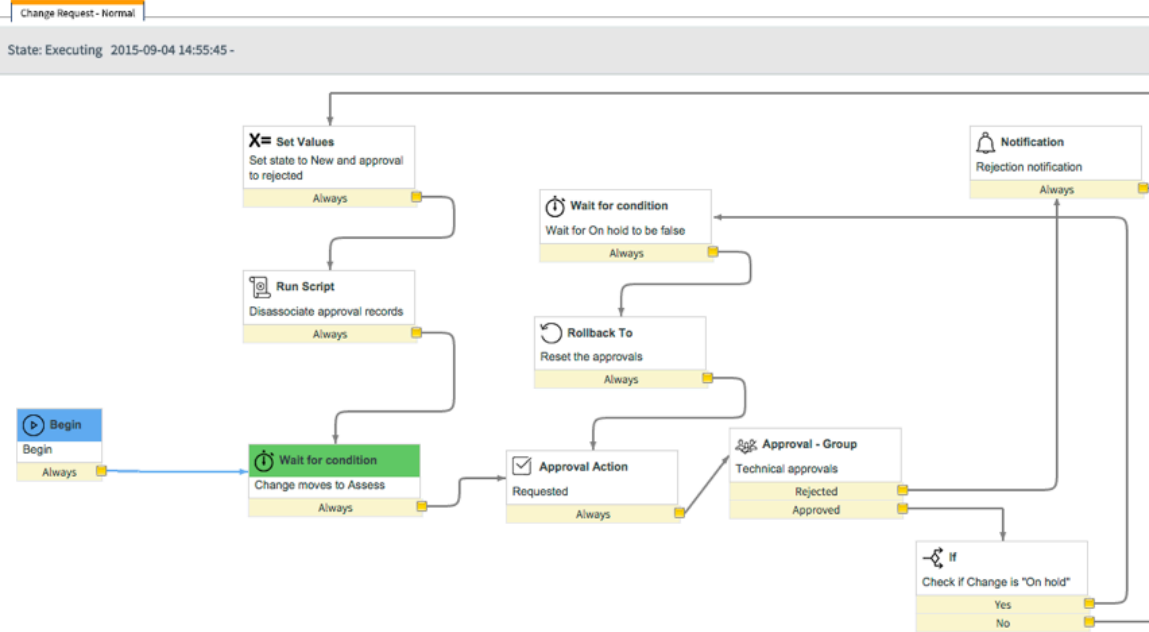 Change Request - Normal
State: Executing 2015-09-04 14:55:45 -
X= Set Values
Set state to New and approval
to rejected
Always
Notification
Rejection notification
Always
Wait for condition
Wait for On hold to be false
Always
Run Script
Disassociate approval records
Always
Rollback To
Reset the approvals
Always
Begin
Begin
Always
Wait for condition
Change moves to Assess
Always
Approval Action
Requested
Always
Approval - Group
Technical approvals
Rejected
Approved
If
Check if Change is "On hold"
Yes
No